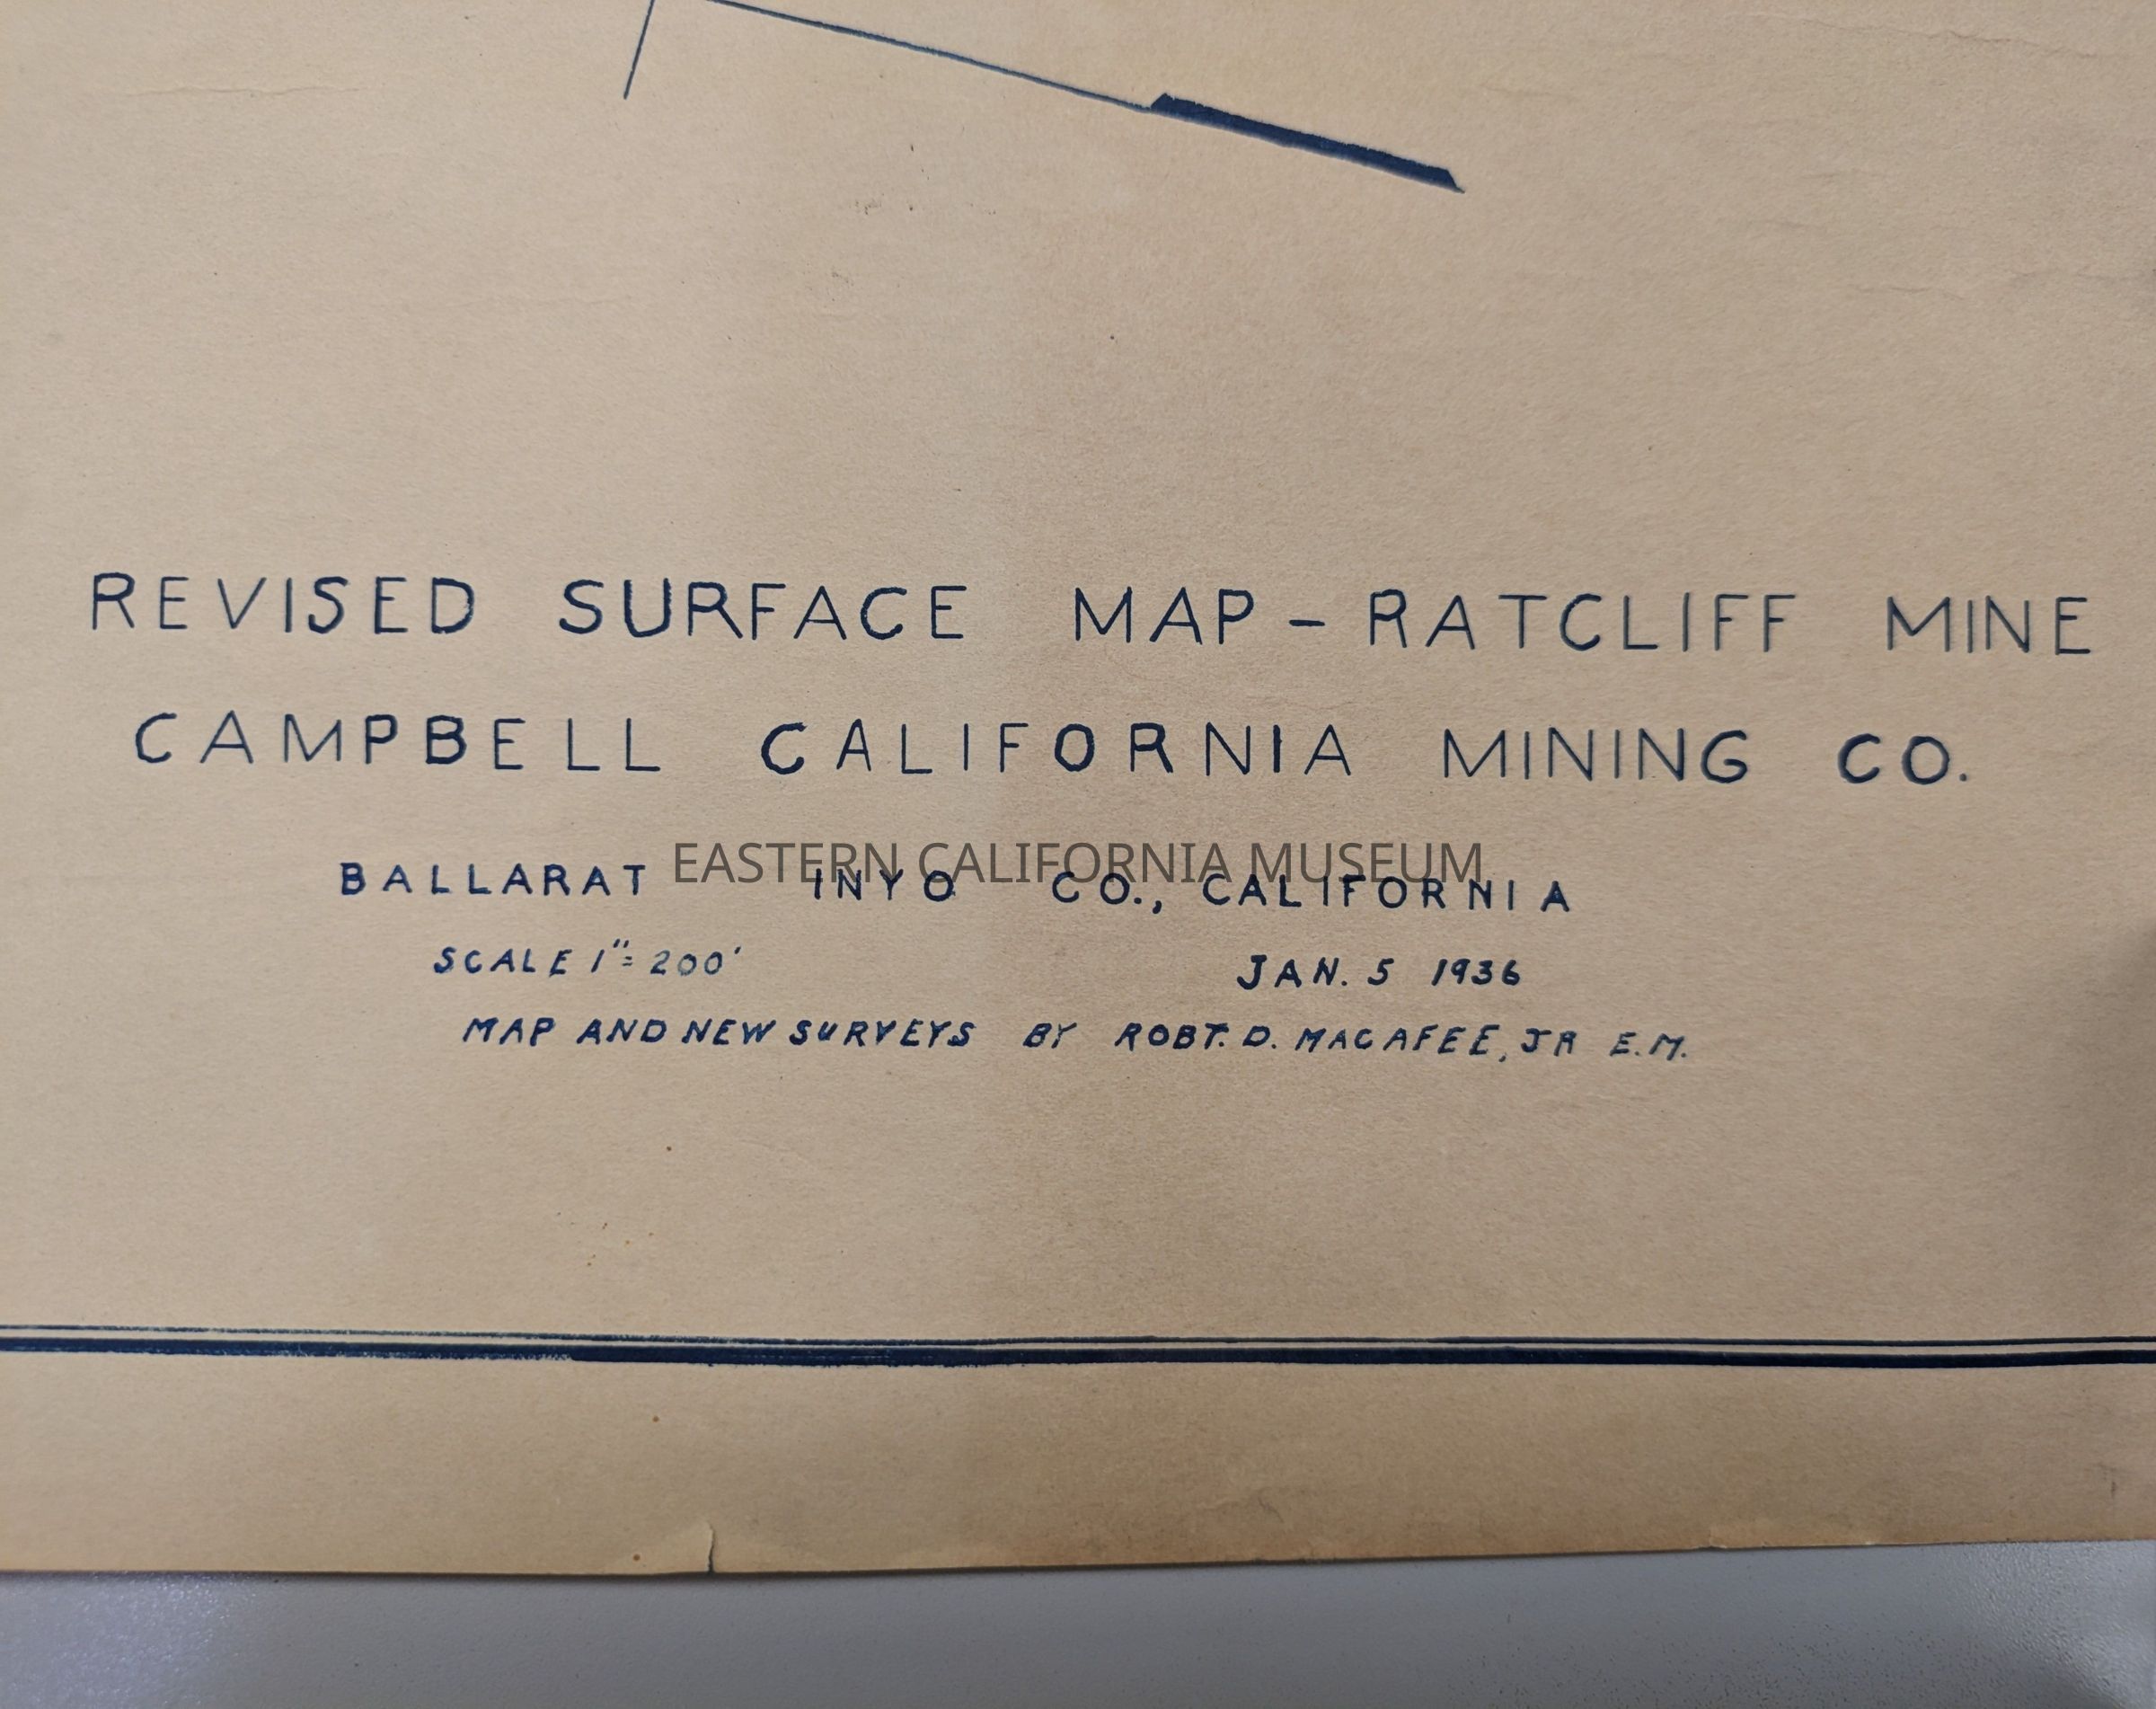 REVISED SURFACE MAP - RATCLIFF MINE
CAMPBELL CALIFORNIA MINING CO.
EASTERN CALIFORNIA MUSEUM
BALLARAT INYO CO., CALIFORNIA
SCALE 1"= 200' JAN. 5 1936
MAP AND NEW SURVEYS BY ROBT. D. MACAFEE, JR E.M.